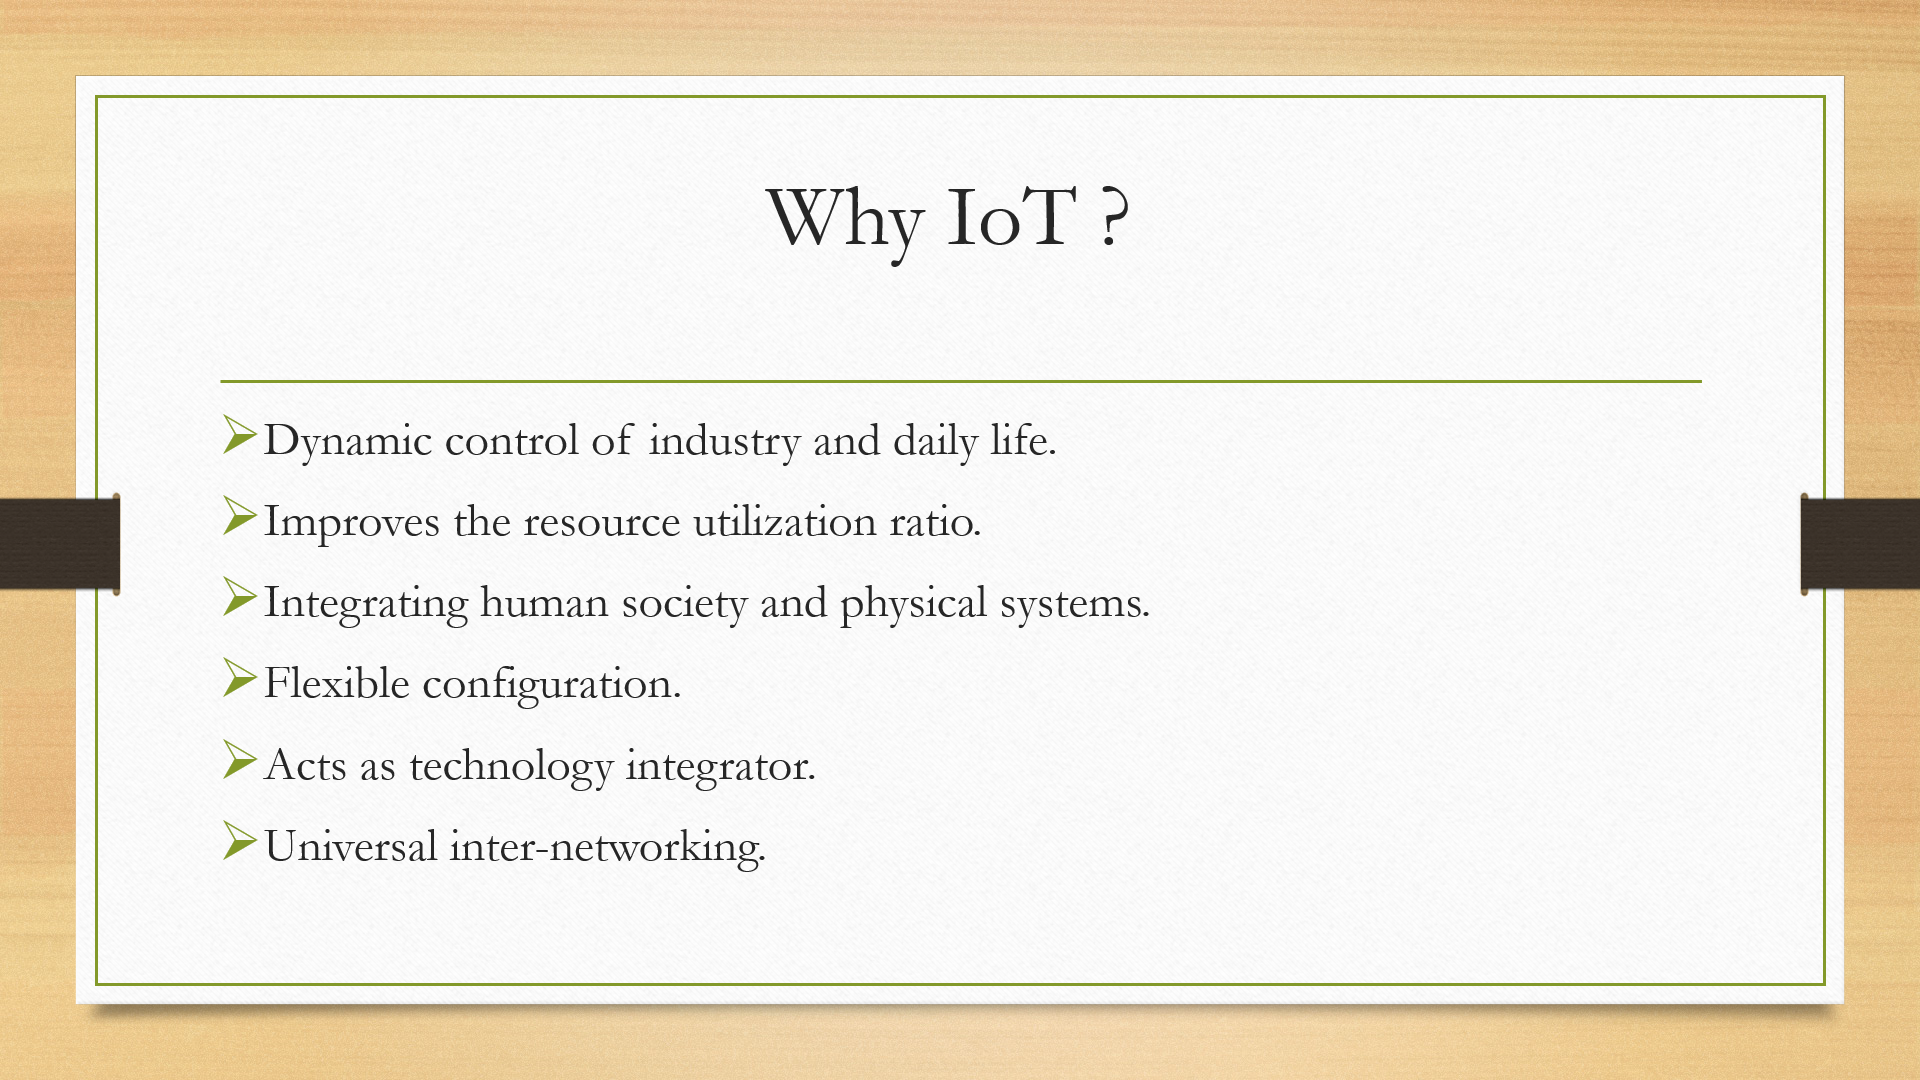 Why IoT ?
Dynamic control of industry and daily life.
Improves the resource utilization ratio.
Integrating human society and physical systems.
Flexible configuration.
Acts as technology integrator.
Universal inter-networking.